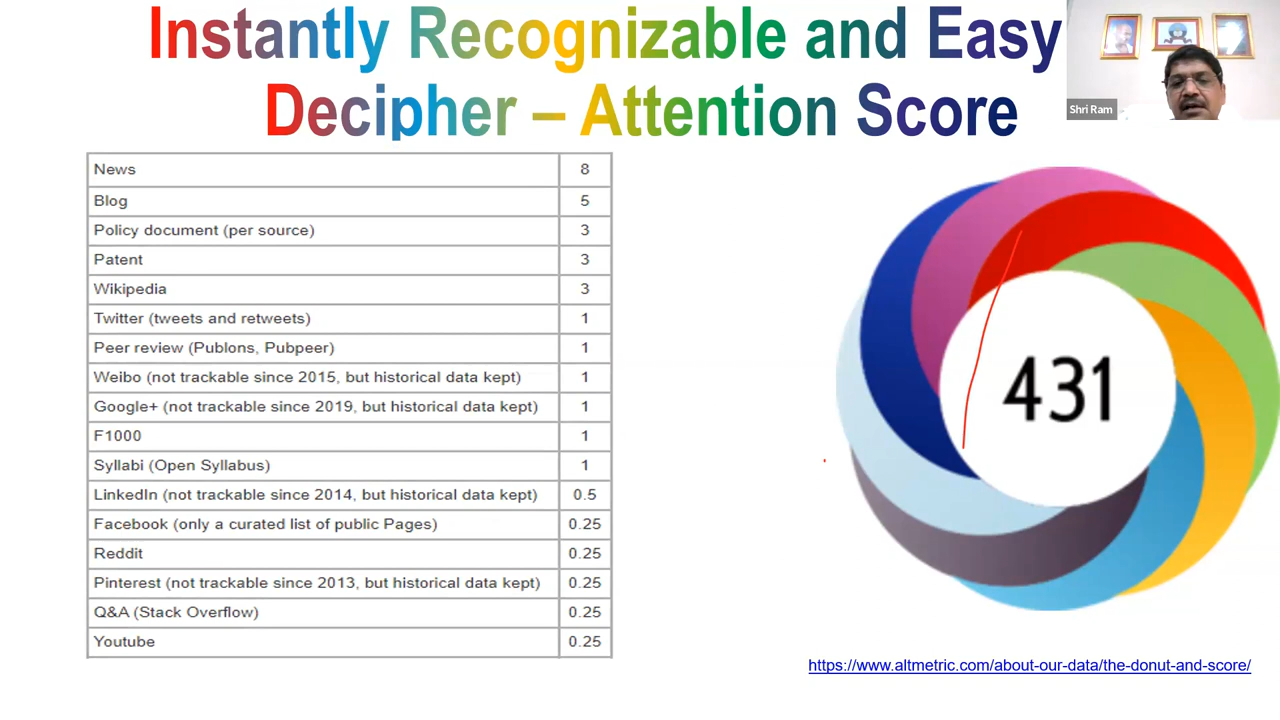 Instantly Recognizable and Easy
Decipher – Attention Score
Shri Ram
News 8
Blog 5
Policy document (per source) 3
Patent 3
Wikipedia 3
Twitter (tweets and retweets) 1
Peer review (Publons, Pubpeer) 1
Weibo (not trackable since 2015, but historical data kept) 1
Google+ (not trackable since 2019, but historical data kept) 1
F1000 1
Syllabi (Open Syllabus) 1
LinkedIn (not trackable since 2014, but historical data kept) 0.5
Facebook (only a curated list of public Pages) 0.25
Reddit 0.25
Pinterest (not trackable since 2013, but historical data kept) 0.25
Q&A (Stack Overflow) 0.25
Youtube 0.25
431
https://www.altmetric.com/about-our-data/the-donut-and-score/